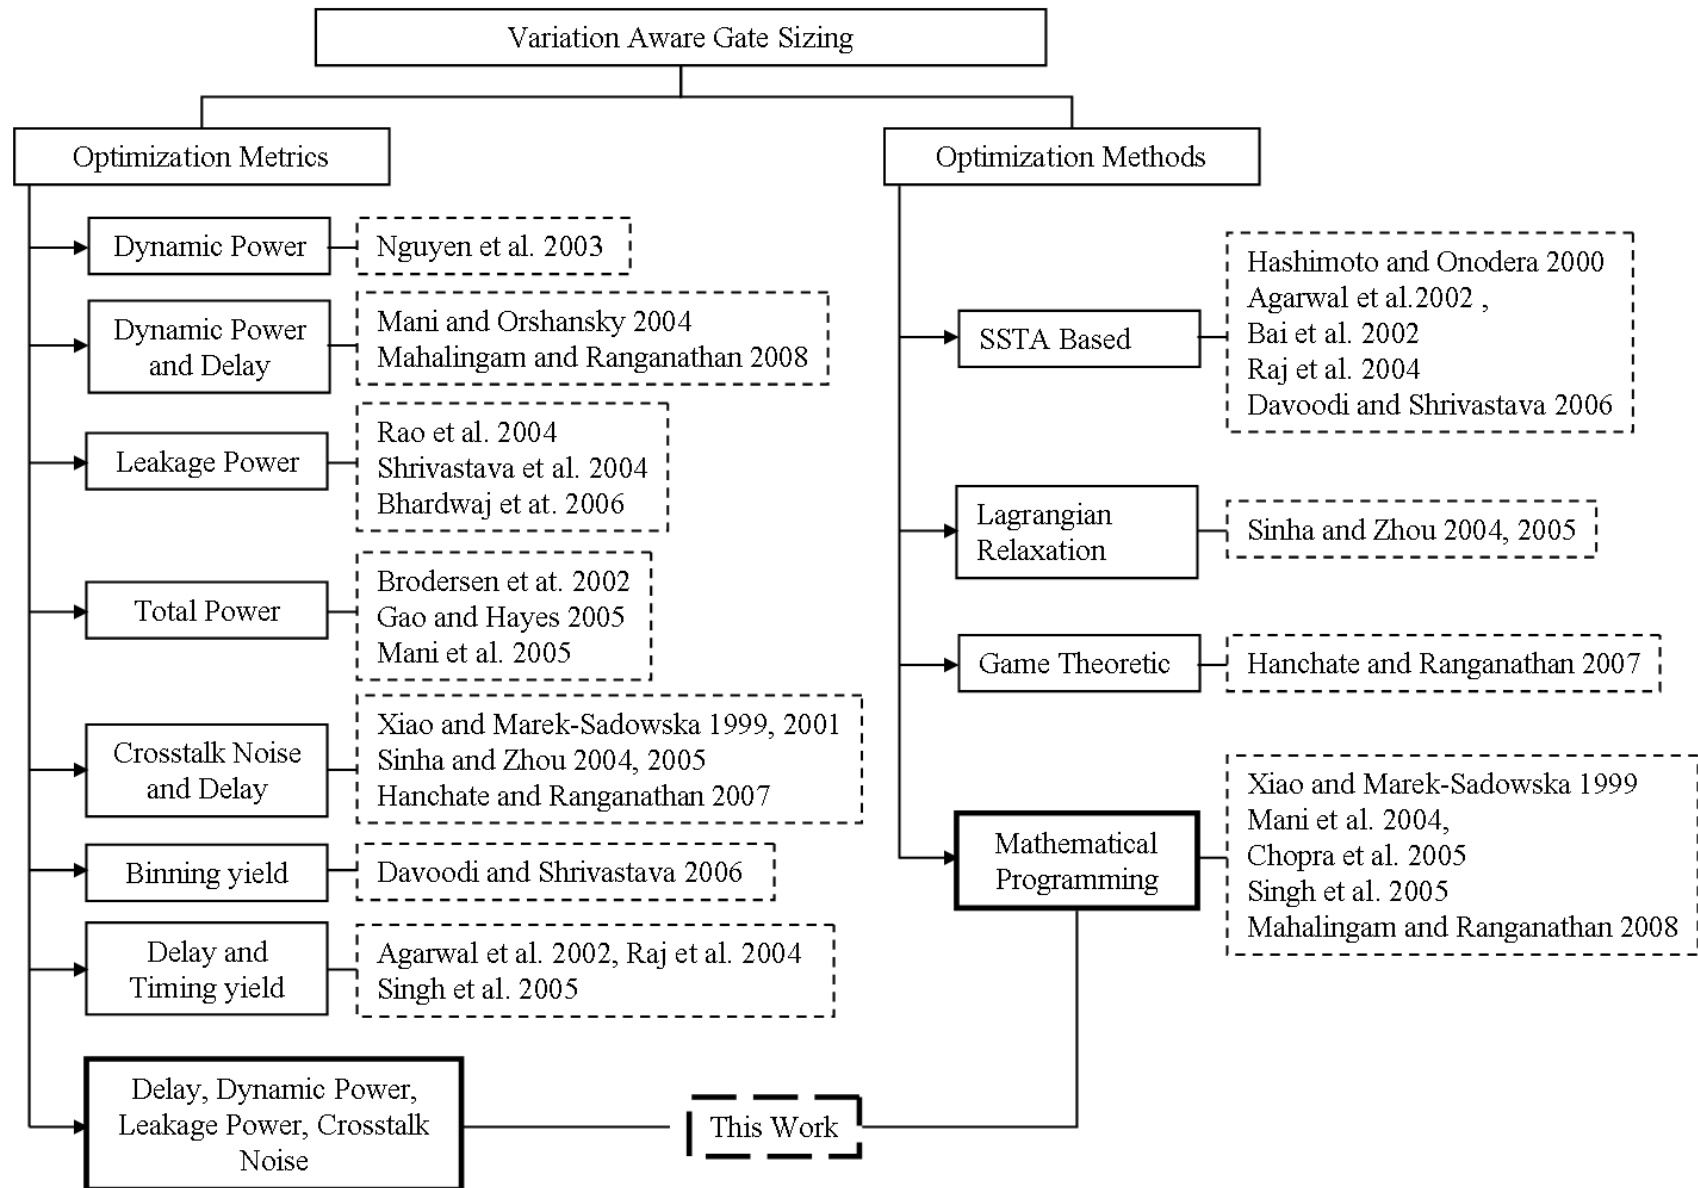 Variation Aware Gate Sizing
Optimization Metrics
Dynamic Power
Nguyen et al. 2003
Dynamic Power
and Delay
Mani and Orshansky 2004
Mahalingam and Ranganathan 2008
Leakage Power
Rao et al. 2004
Shrivastava et al. 2004
Bhardwaj et at. 2006
Total Power
Brodersen et at. 2002
Gao and Hayes 2005
Mani et al. 2005
Crosstalk Noise
and Delay
Xiao and Marek-Sadowska 1999, 2001
Sinha and Zhou 2004, 2005
Hanchate and Ranganathan 2007
Binning yield
Davoodi and Shrivastava 2006
Delay and
Timing yield
Agarwal et al. 2002, Raj et al. 2004
Singh et al. 2005
Delay, Dynamic Power,
Leakage Power, Crosstalk
Noise
This Work
Optimization Methods
SSTA Based
Hashimoto and Onodera 2000
Agarwal et al.2002 ,
Bai et al. 2002
Raj et al. 2004
Davoodi and Shrivastava 2006
Lagrangian
Relaxation
Sinha and Zhou 2004, 2005
Game Theoretic
Hanchate and Ranganathan 2007
Mathematical
Programming
Xiao and Marek-Sadowska 1999
Mani et al. 2004,
Chopra et al. 2005
Singh et al. 2005
Mahalingam and Ranganathan 2008